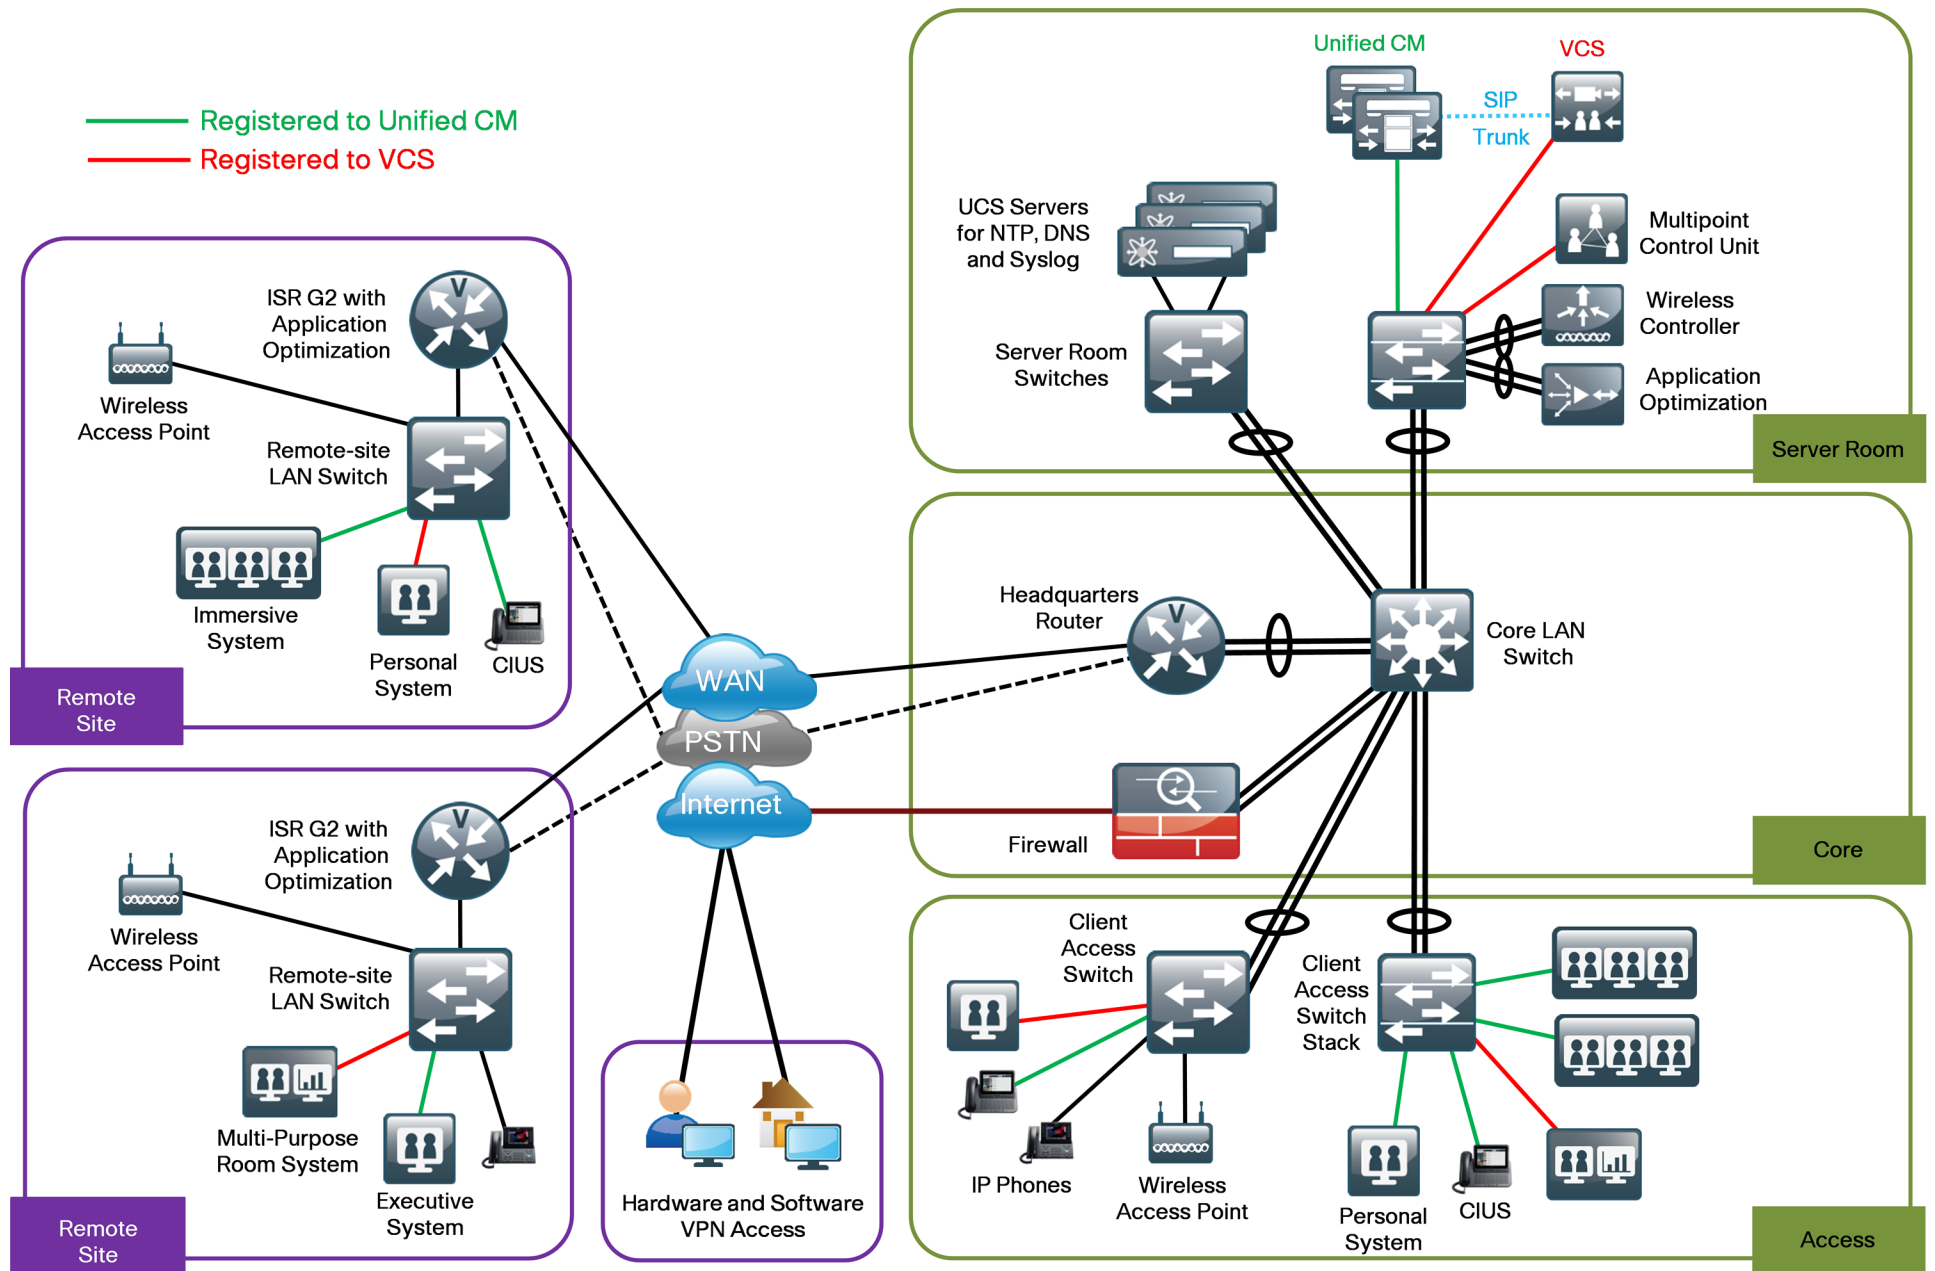 Registered to Unified CM
Registered to VCS
ISR G2 with
Application
Optimization
V
Wireless
Access Point
Remote-site
LAN Switch
Immersive
System
Personal
System
CIUS
Remote
Site
ISR G2 with
Application
Optimization
V
Wireless
Access Point
Remote-site
LAN Switch
Multi-Purpose
Room System
Executive
System
Remote
Site
WAN
PSTN
Internet
Hardware and Software
VPN Access
Unified CM
VCS
SIP
Trunk
UCS Servers
for NTP, DNS
and Syslog
Multipoint
Control Unit
Wireless
Controller
Server Room
Switches
Application
Optimization
Server Room
Headquarters
Router
V
Core LAN
Switch
Firewall
Core
Client
Access
Switch
Client
Access
Switch
Stack
IP Phones
Wireless
Access Point
Personal
System
CIUS
Access